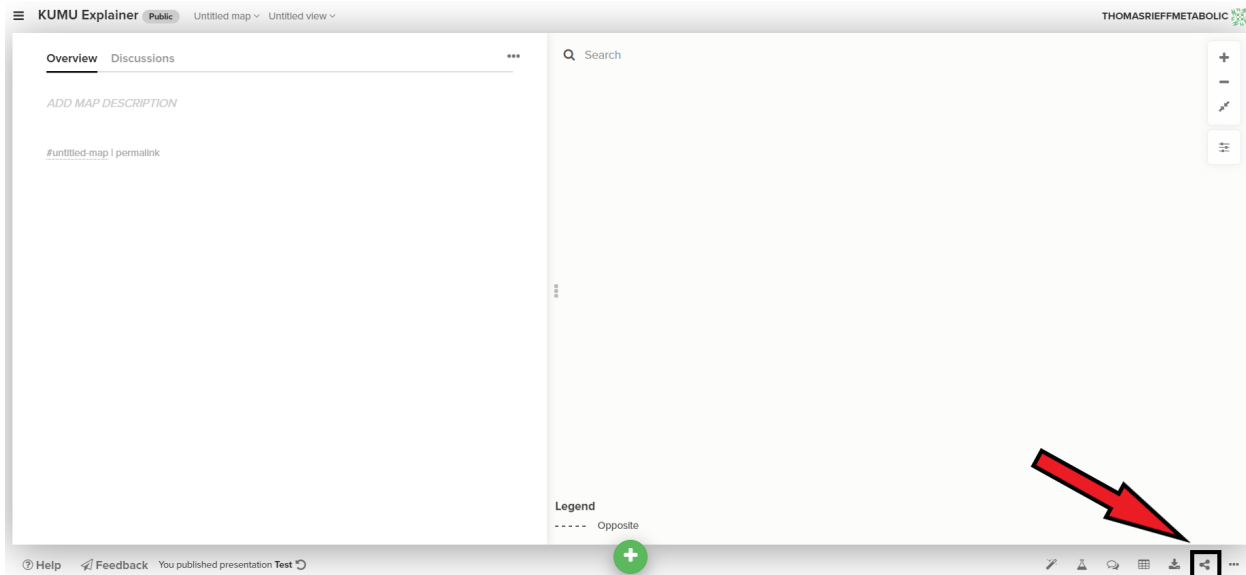 KUMU Explainer Public Untitled map Untitled view THOMASRIEFFMETABOLIC
Overview Discussions
ADD MAP DESCRIPTION
#untitled-map | permalink
Search
Legend
Opposite
Help Feedback You published presentation Test